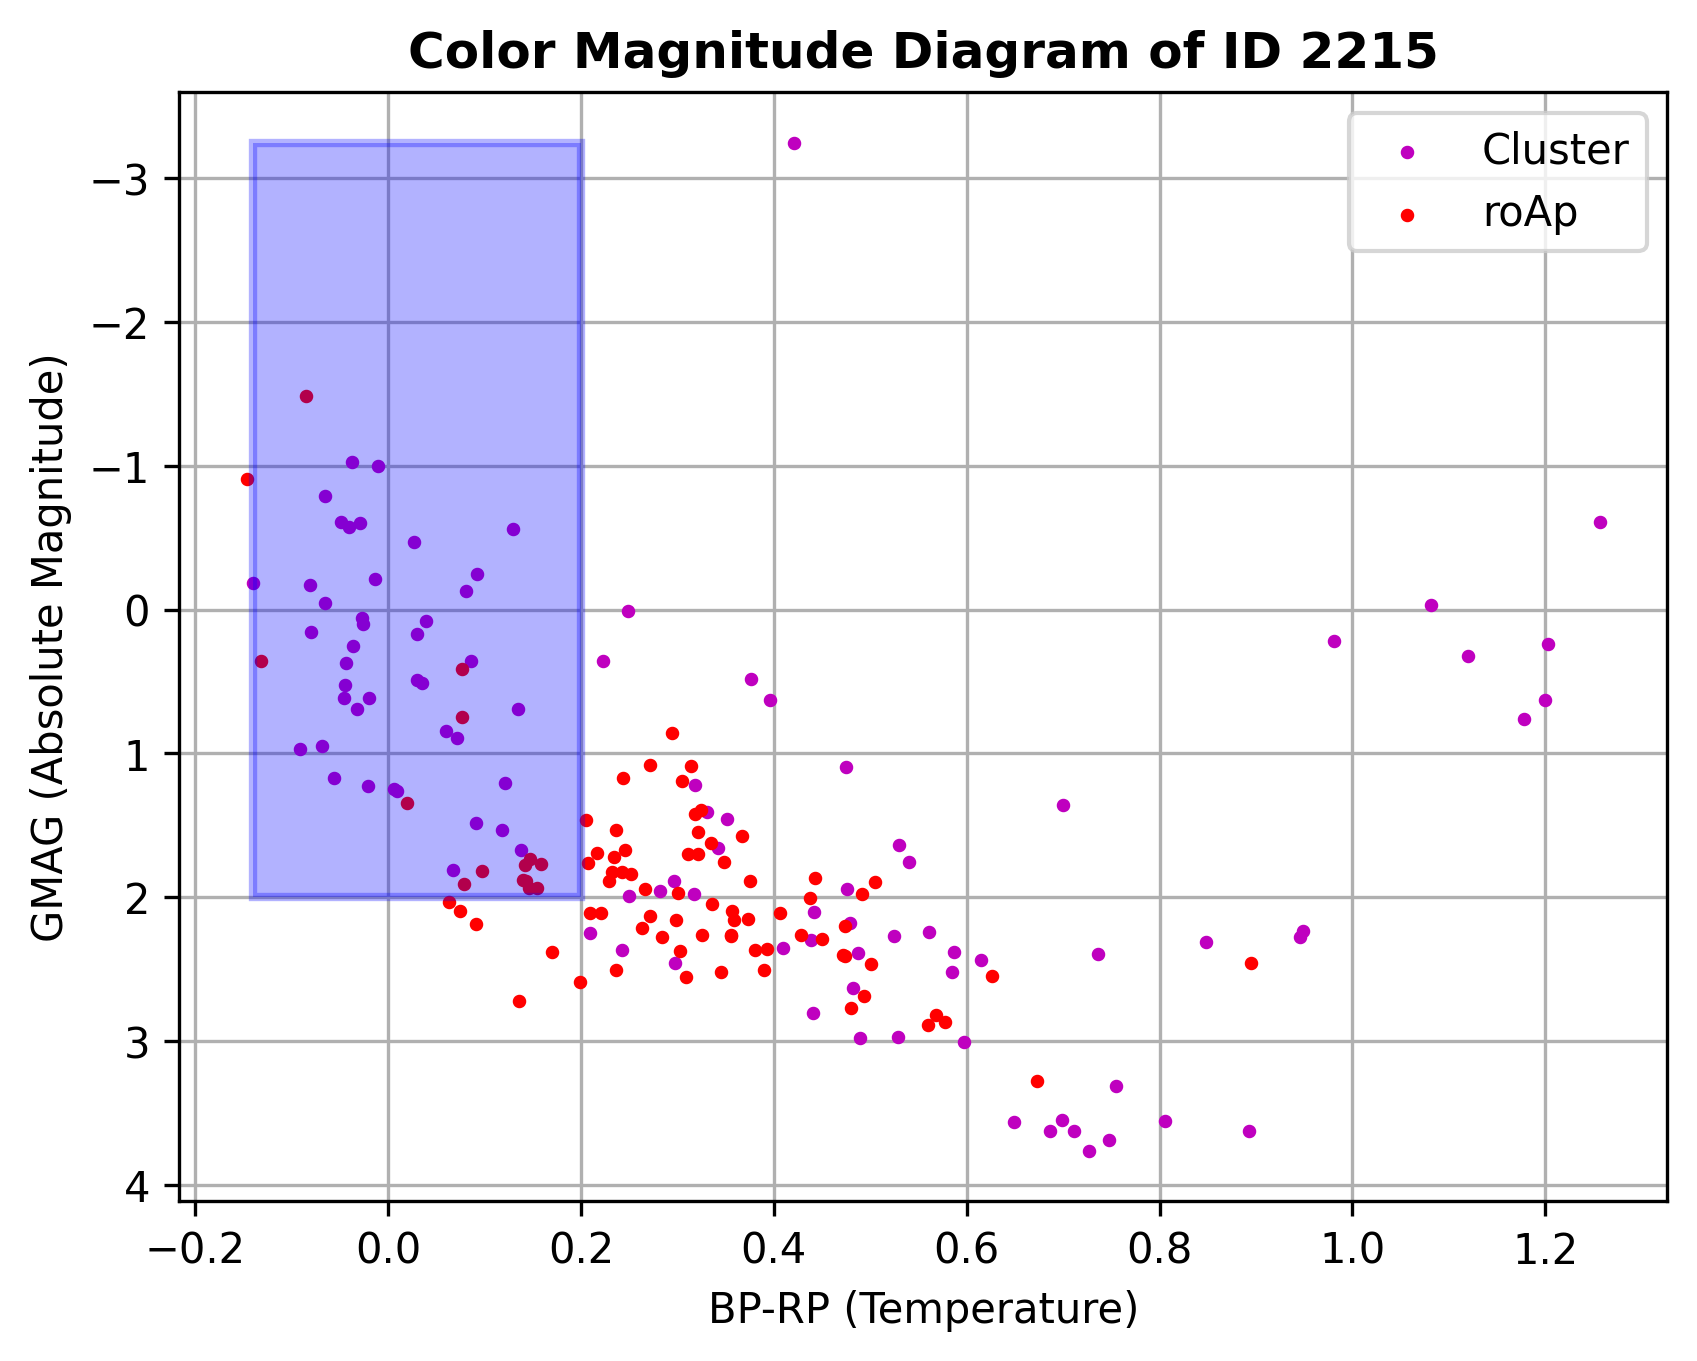 Color Magnitude Diagram of ID 2215
Cluster
roAp
−3
−2
−1
0
1
2
3
4
GMAG (Absolute Magnitude)
−0.2 0.0 0.2 0.4 0.6 0.8 1.0 1.2
BP-RP (Temperature)